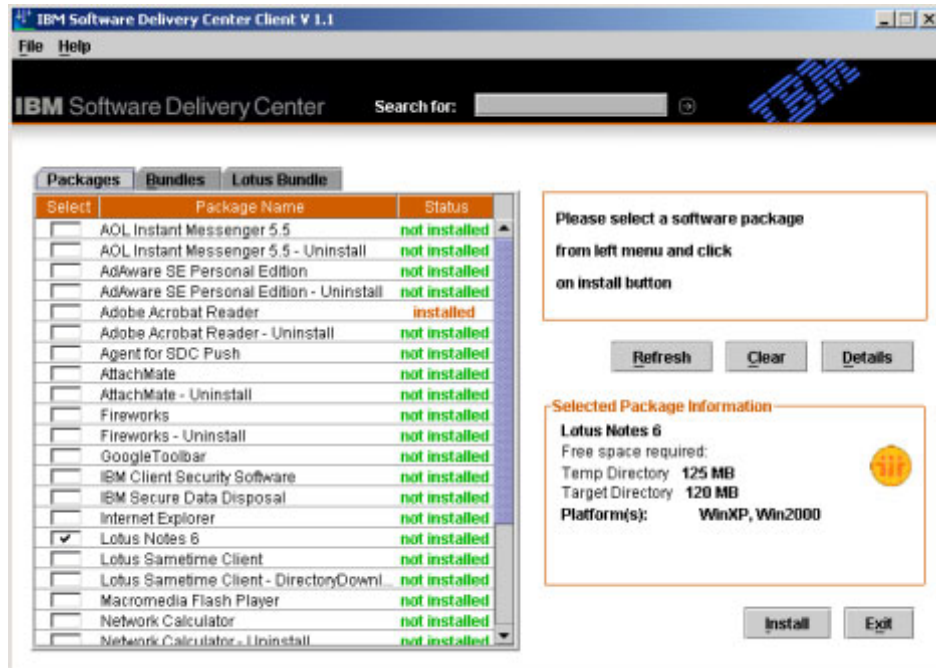 IBM Software Delivery Center Client V 1.1
File Help
IBM Software Delivery Center
Search for:
IBM
Packages Bundles Lotus Bundle
Select Package Name Status
AOL Instant Messenger 5.5 not installed
AOL Instant Messenger 5.5 - Uninstall not installed
AdAware SE Personal Edition not installed
AdAware SE Personal Edition - Uninstall not installed
Adobe Acrobat Reader installed
Adobe Acrobat Reader - Uninstall not installed
Agent for SDC Push not installed
AttachMate not installed
AttachMate - Uninstall not installed
Fireworks not installed
Fireworks - Uninstall not installed
GoogleToolbar not installed
IBM Client Security Software not installed
IBM Secure Data Disposal not installed
Internet Explorer not installed
Lotus Notes 6 not installed
Lotus Sametime Client not installed
Lotus Sametime Client - DirectoryDownl... not installed
Macromedia Flash Player not installed
Network Calculator not installed
Network Calculator - Uninstall not installed
Please select a software package
from left menu and click
on install button
Refresh Clear Details
Selected Package Information
Lotus Notes 6
Free space required:
Temp Directory 125 MB
Target Directory 120 MB
Platform(s): WinXP, Win2000
Install Exit